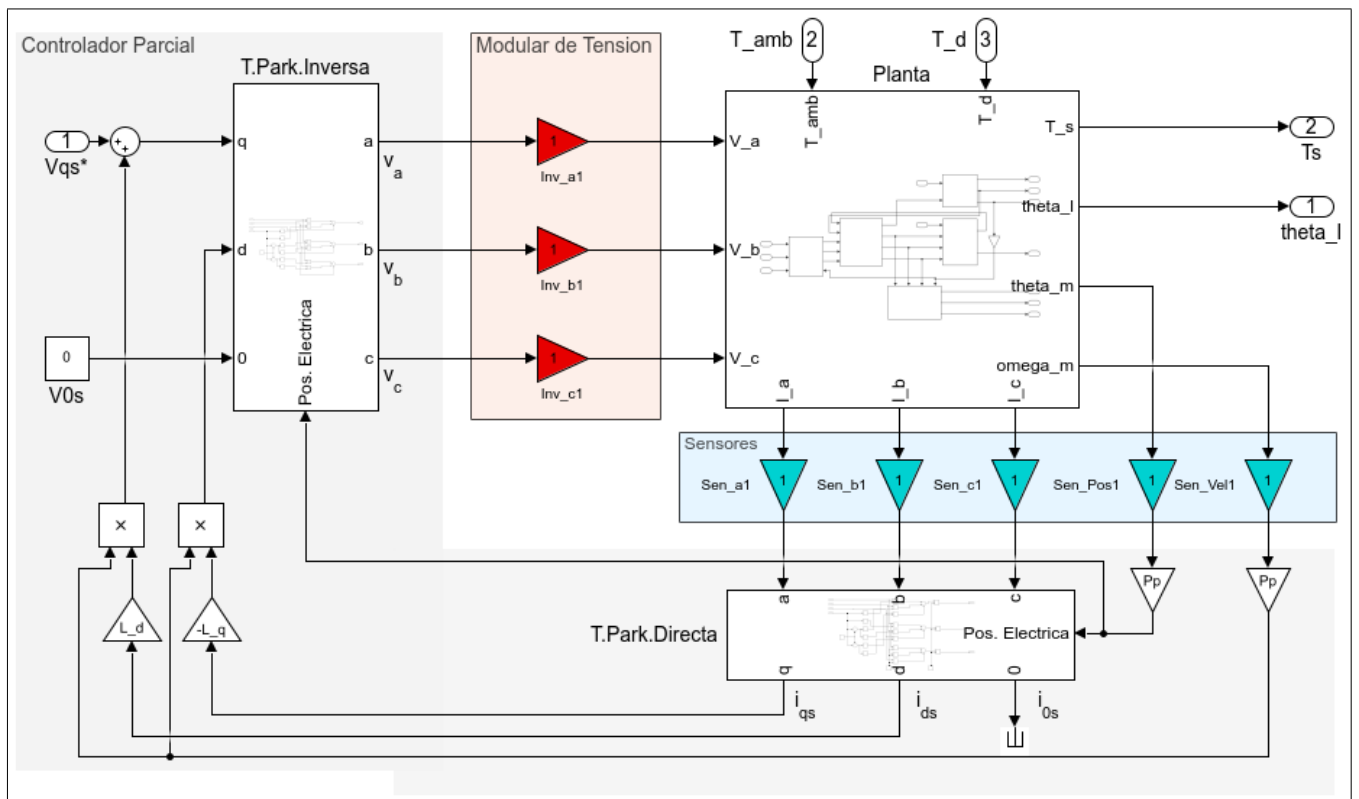 Controlador Parcial
Modular de Tension
T_amb
2
T_d
3
T.Park.Inversa
Planta
T_amb
T_d
1
Vqs*
q
a
v_a
1
Inv_a1
V_a
T_s
2
Ts
d
b
v_b
1
Inv_b1
V_b
theta_l
1
theta_l
theta_m
0
V0s
0
Pos. Electrica
c
v_c
1
Inv_c1
V_c
omega_m
I_a
I_b
I_c
Sensores
Sen_a1
1
Sen_b1
1
Sen_c1
1
Sen_Pos1
1
Sen_Vel1
1
×
×
Pp
Pp
L_d
-L_q
a
b
c
T.Park.Directa
Pos. Electrica
q
d
0
i_qs
i_ds
i_0s